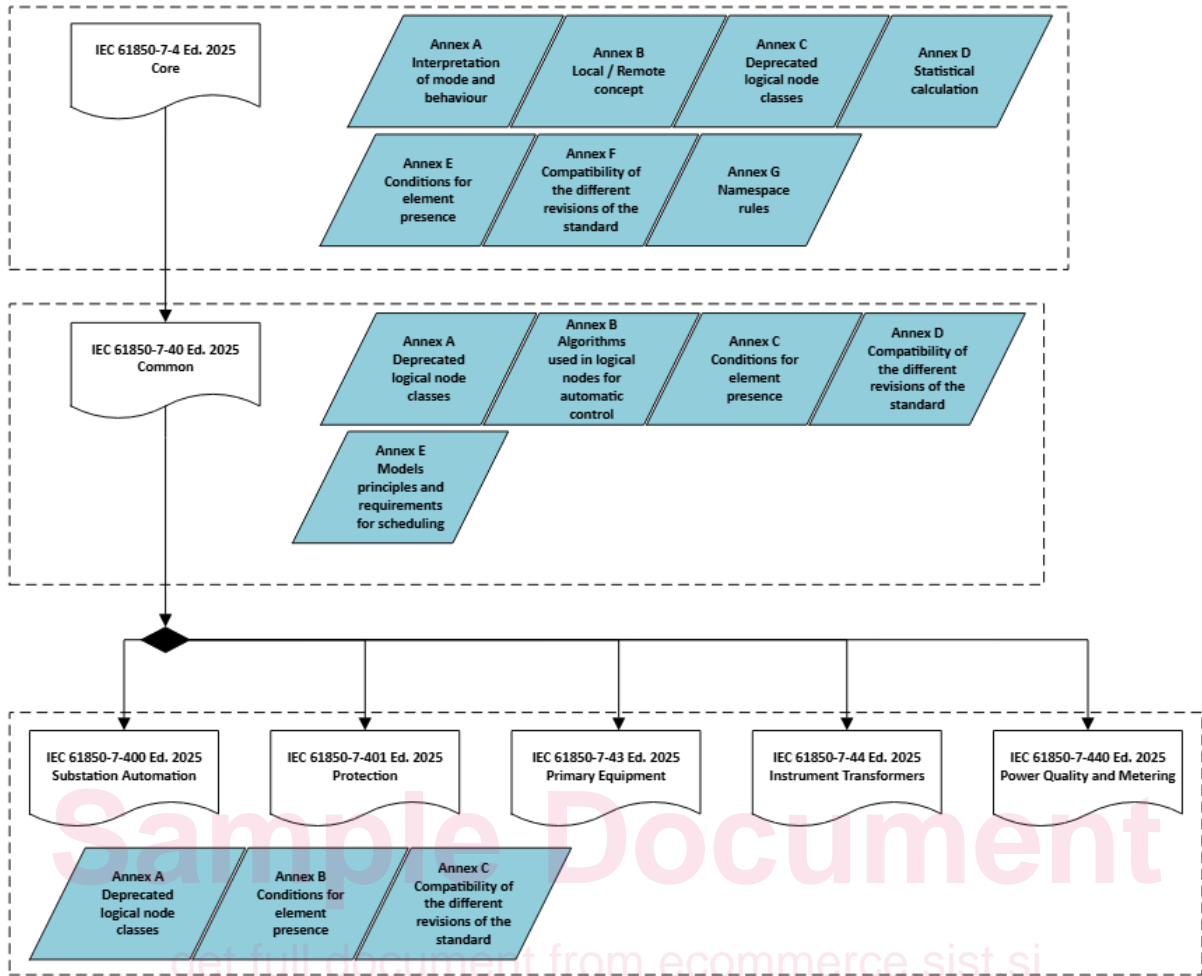 IEC 61850-7-4 Ed. 2025
Core
Annex A
Interpretation
of mode and
behaviour
Annex B
Local / Remote
concept
Annex C
Deprecated
logical node
classes
Annex D
Statistical
calculation
Annex E
Conditions for
element
presence
Annex F
Compatibility of
the different
revisions of the
standard
Annex G
Namespace
rules
IEC 61850-7-40 Ed. 2025
Common
Annex A
Deprecated
logical node
classes
Annex B
Algorithms
used in logical
nodes for
automatic
control
Annex C
Conditions for
element
presence
Annex D
Compatibility of
the different
revisions of the
standard
Annex E
Models
principles and
requirements
for scheduling
IEC 61850-7-400 Ed. 2025
Substation Automation
IEC 61850-7-401 Ed. 2025
Protection
IEC 61850-7-43 Ed. 2025
Primary Equipment
IEC 61850-7-44 Ed. 2025
Instrument Transformers
IEC 61850-7-440 Ed. 2025
Power Quality and Metering
Sample Document
Annex A
Deprecated
logical node
classes
Annex B
Conditions for
element
presence
Annex C
Compatibility of
the different
revisions of the
standard
get full document from ecommerce.sist.si